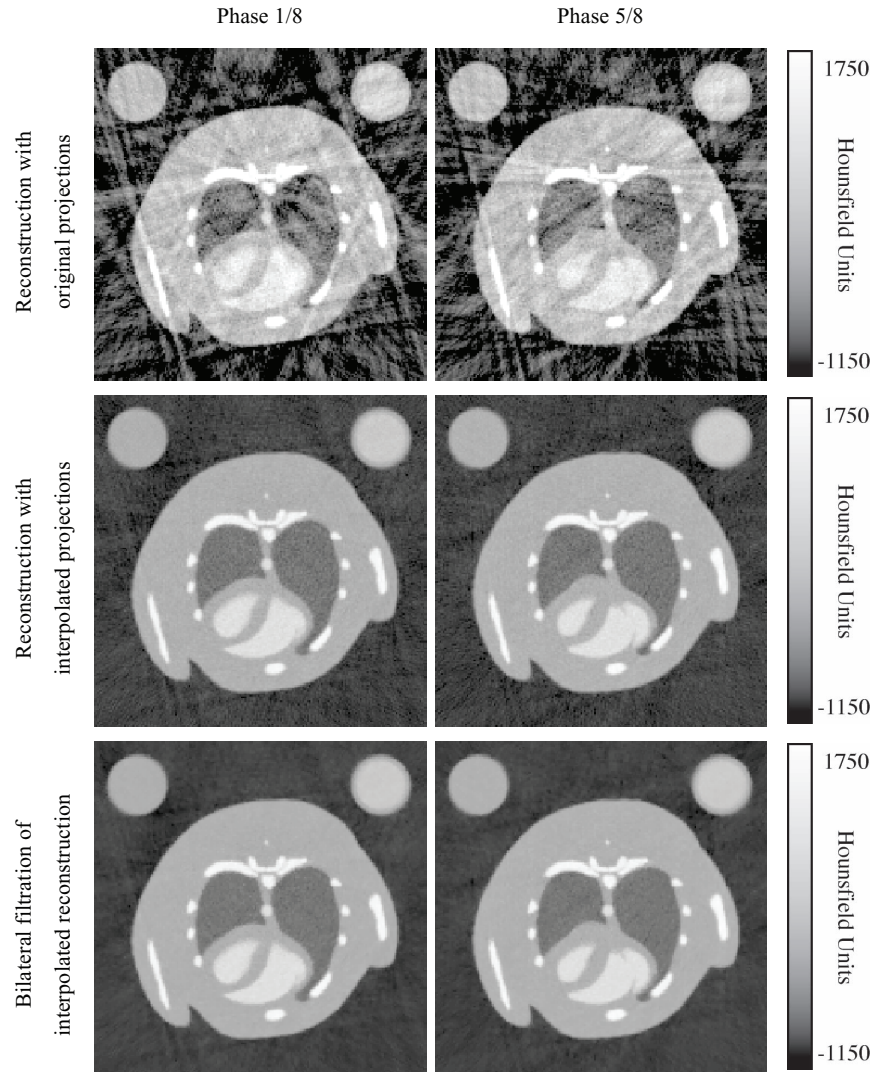 Phase 1/8
Phase 5/8
Reconstruction with
original projections
1750
Hounsfield Units
-1150
Reconstruction with
interpolated projections
1750
Hounsfield Units
-1150
Bilateral filtration of
interpolated reconstruction
1750
Hounsfield Units
-1150